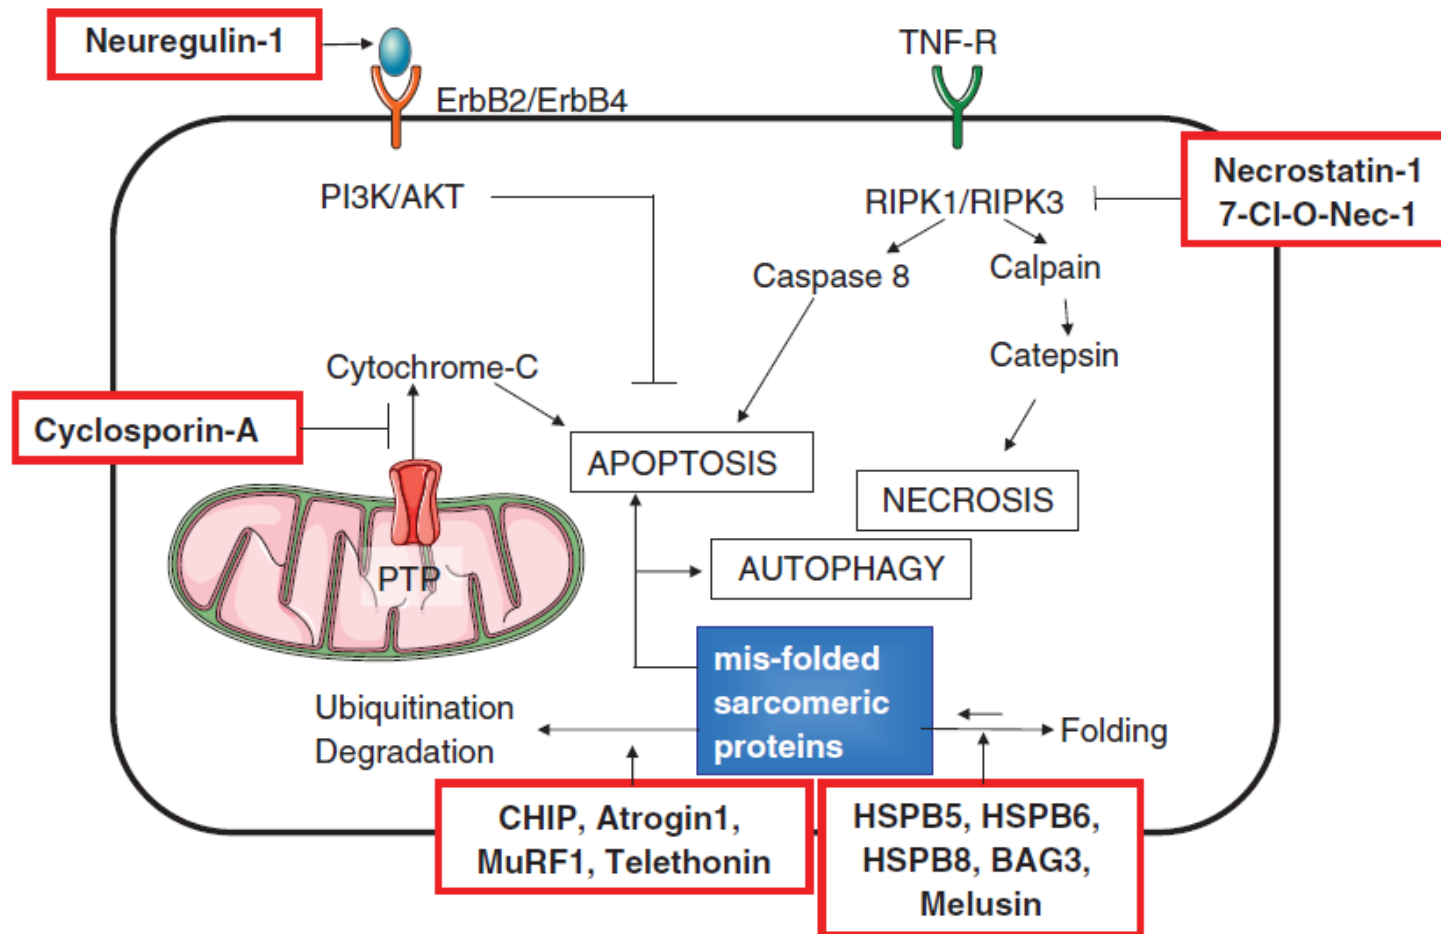 Neuregulin-1
TNF-R
ErbB2/ErbB4
Necrostatin-1
7-Cl-O-Nec-1
PI3K/AKT
RIPK1/RIPK3
Caspase 8
Calpain
Cytochrome-C
Catepsin
Cyclosporin-A
APOPTOSIS
NECROSIS
PTP
AUTOPHAGY
mis-folded
sarcomeric
proteins
Ubiquitination
Degradation
Folding
CHIP, Atrogin1,
MuRF1, Telethonin
HSPB5, HSPB6,
HSPB8, BAG3,
Melusin